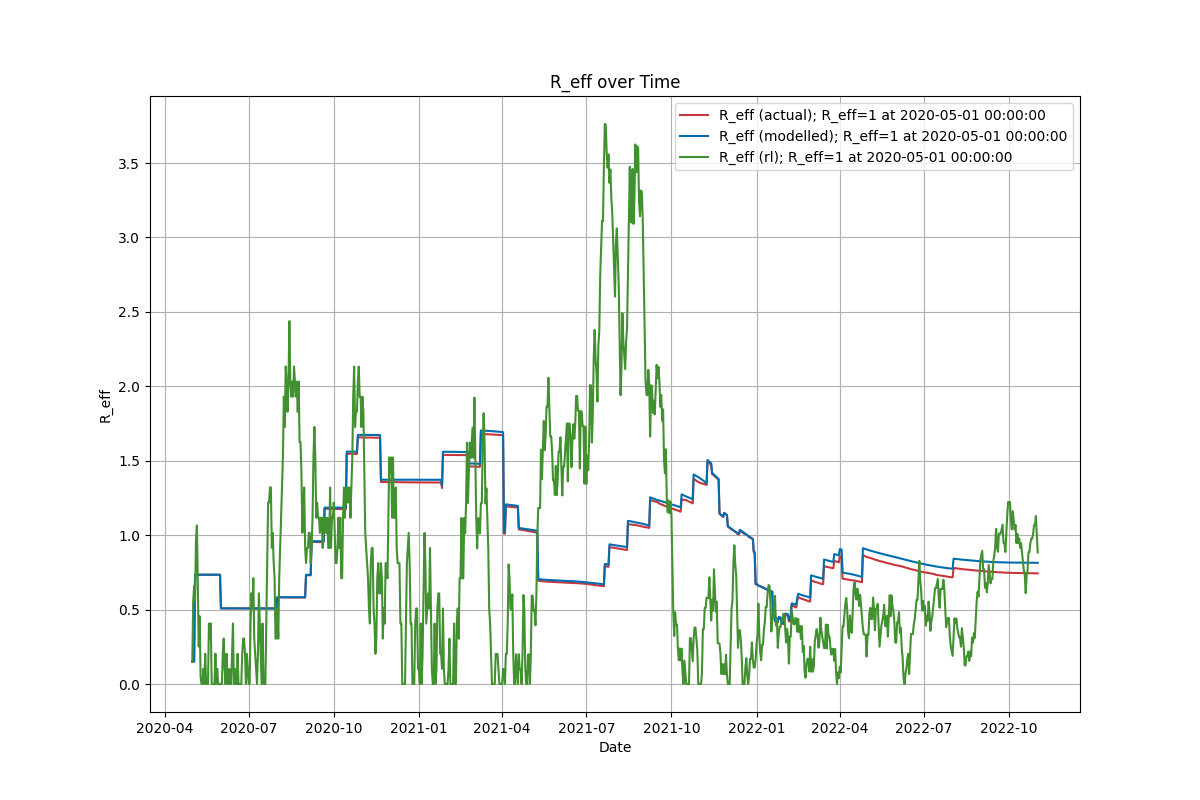 R_eff over Time
R_eff (actual); R_eff=1 at 2020-05-01 00:00:00
R_eff (modelled); R_eff=1 at 2020-05-01 00:00:00
R_eff (rl); R_eff=1 at 2020-05-01 00:00:00
3.5
3.0
2.5
2.0
1.5
1.0
0.5
0.0
R_eff
2020-04 2020-07 2020-10 2021-01 2021-04 2021-07 2021-10 2022-01 2022-04 2022-07 2022-10
Date